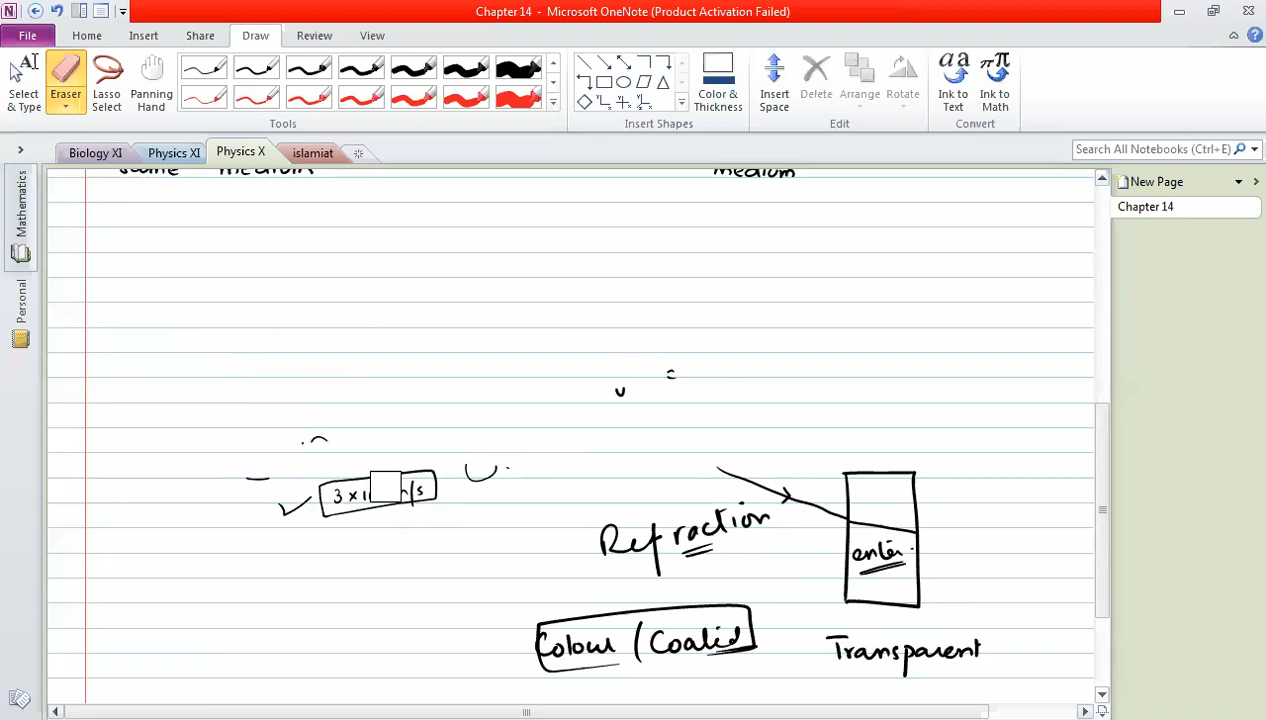 Chapter 14 - Microsoft OneNote (Product Activation Failed)
File Home Insert Share Draw Review View
Select & Type
Eraser
Lasso Select
Panning Hand
Color & Thickness
Insert Space
Delete
Arrange
Rotate
Ink to Text
Ink to Math
Tools
Insert Shapes
Edit
Convert
Biology XI
Physics XI
Physics X
islamiat
Search All Notebooks (Ctrl+E)
Mathematics
Personal
New Page
Chapter 14
medium
v =
Refraction
enter
Colour
Transparent